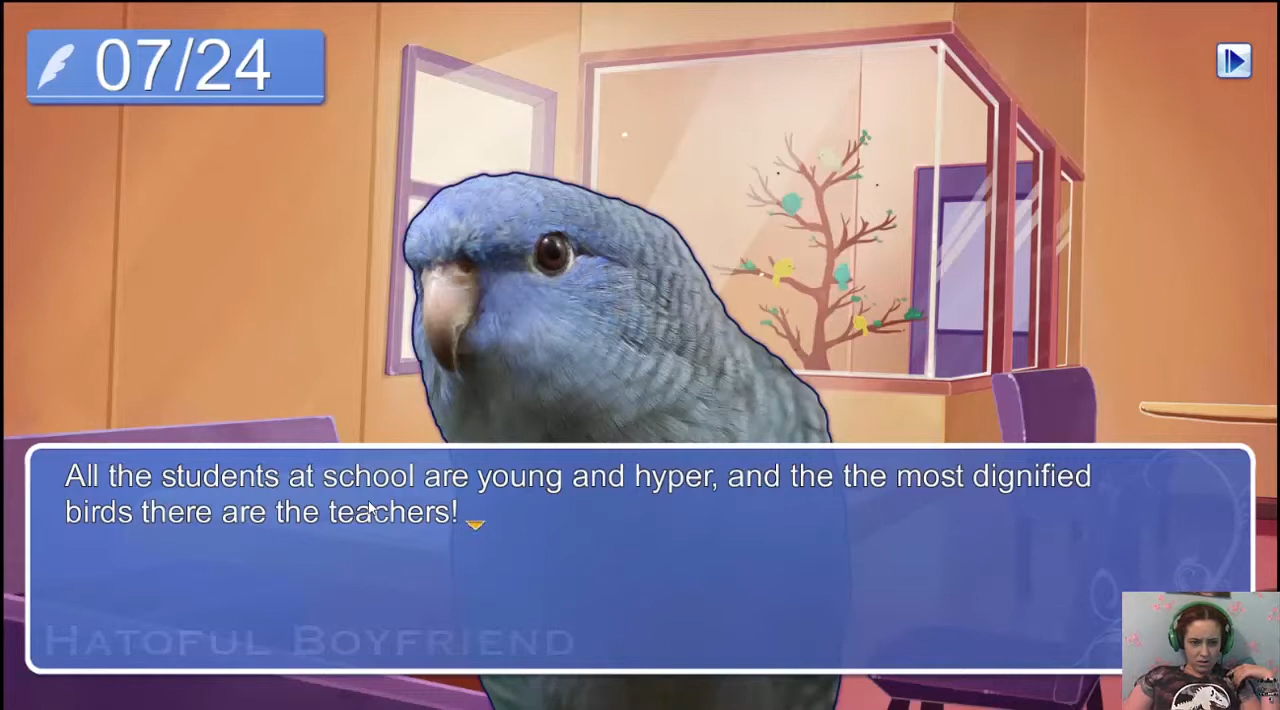 07/24
All the students at school are young and hyper, and the the most dignified
birds there are the teachers!
HATOFUL BOYFRIEND